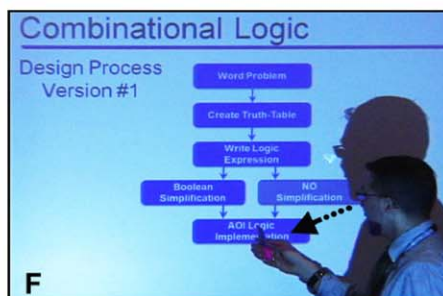 Combinational Logic
Design Process
Version #1
Word Problem
Create Truth-Table
Write Logic
Expression
Boolean
Simplification
NO
Simplification
AOI Logic
Implementation
F